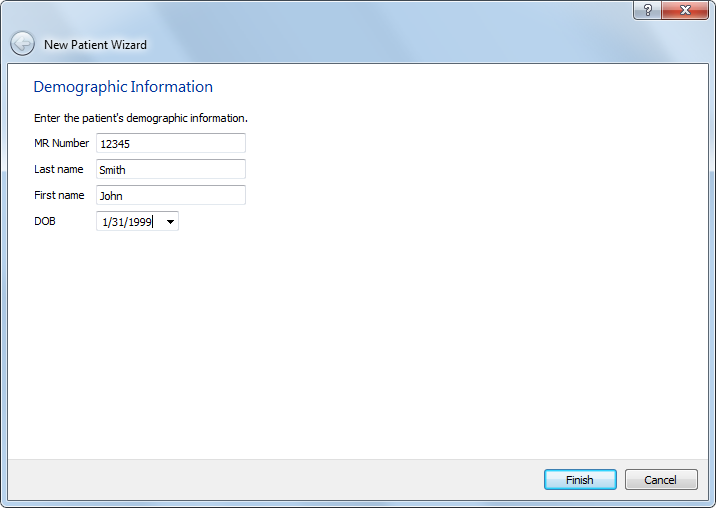 ?
New Patient Wizard
Demographic Information
Enter the patient's demographic information.
MR Number 12345
Last name Smith
First name John
DOB 1/31/1999
Finish Cancel